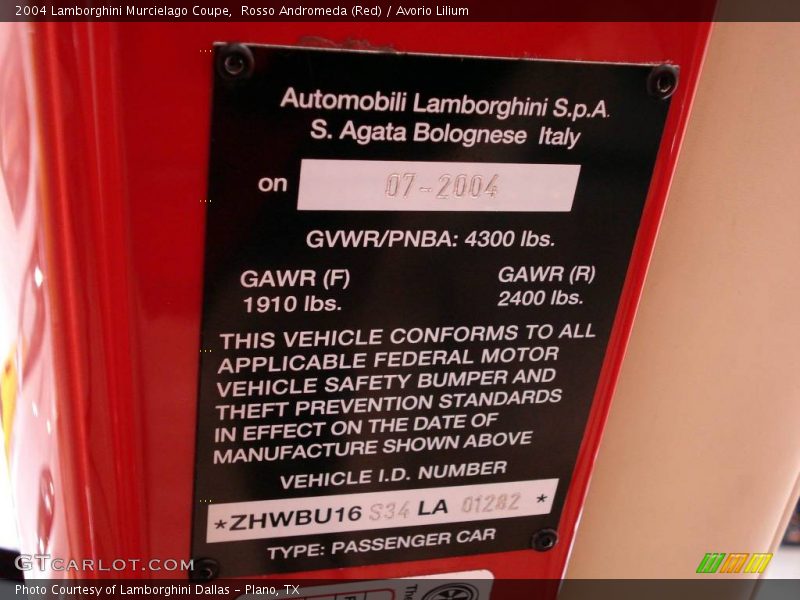 2004 Lamborghini Murcielago Coupe,  Rosso Andromeda (Red) / Avorio Lilium
Automobili Lamborghini S.p.A.
S. Agata Bolognese Italy
on 07-2004
GVWR/PNBA: 4300 lbs.
GAWR (F) GAWR (R)
1910 lbs. 2400 lbs.
THIS VEHICLE CONFORMS TO ALL
APPLICABLE FEDERAL MOTOR
VEHICLE SAFETY BUMPER AND
THEFT PREVENTION STANDARDS
IN EFFECT ON THE DATE OF
MANUFACTURE SHOWN ABOVE
VEHICLE I.D. NUMBER
*ZHWBU16 S34 LA 01282 *
TYPE: PASSENGER CAR
GTCARLOT.COM
Photo Courtesy of Lamborghini Dallas - Plano, TX